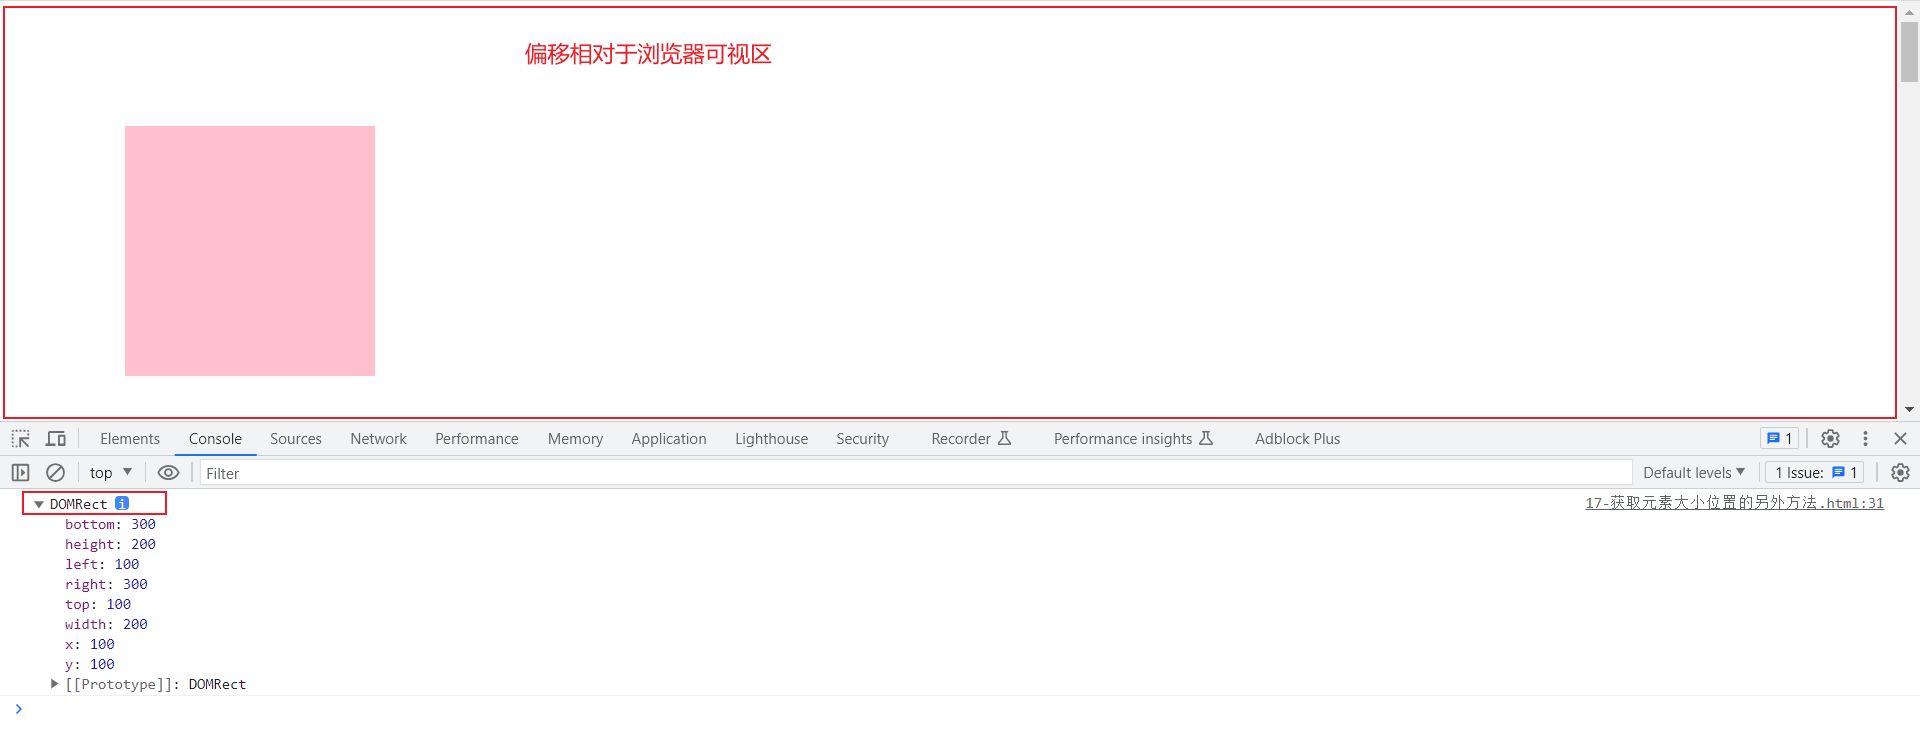 偏移相对于浏览器可视区
Elements Console Sources Network Performance Memory Application Lighthouse Security Recorder Performance insights Adblock Plus 1
top Filter Default levels 1 Issue: 1
DOMRect i 17-获取元素大小位置的另外方法.html:31
bottom: 300
height: 200
left: 100
right: 300
top: 100
width: 200
x: 100
y: 100
[[Prototype]]: DOMRect